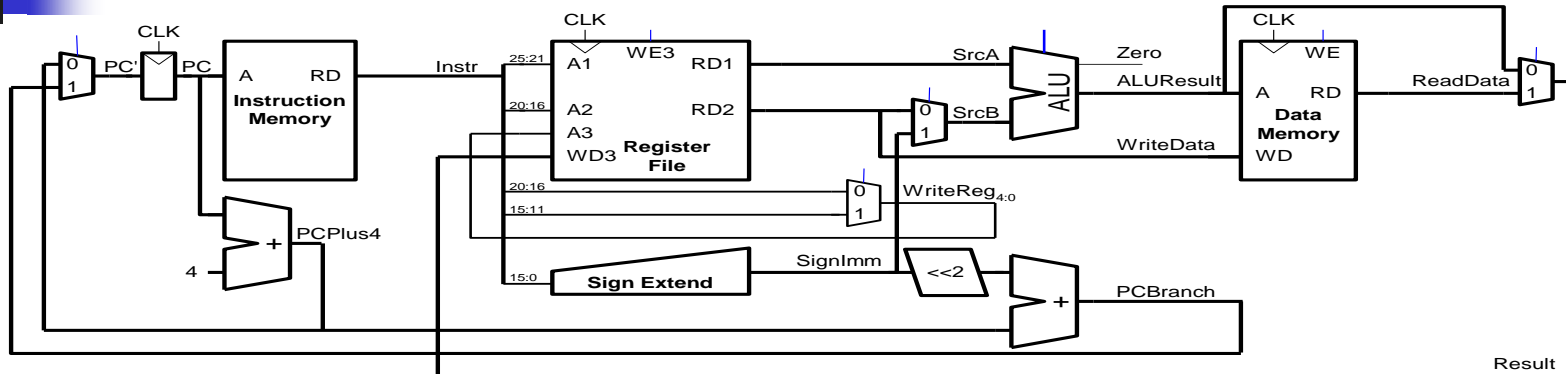 CLK
CLK
CLK
0
1
PC'
PC
A RD
Instruction
Memory
Instr
25:21
20:16
A1
A2
A3
WD3
WE3
RD1
RD2
Register
File
SrcA
0
1
SrcB
ALU
Zero
ALUResult
WriteData
WE
A RD
Data
Memory
WD
ReadData
0
1
20:16
15:11
0
1
WriteReg4:0
+
PCPlus4
4
15:0
Sign Extend
SignImm
<<2
+
PCBranch
Result